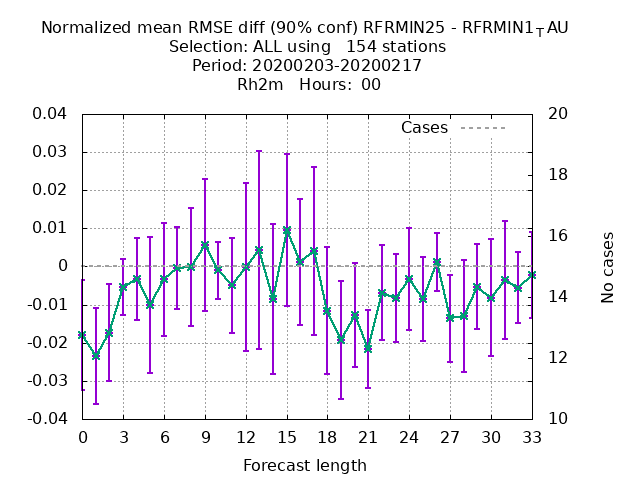 Normalized mean RMSE diff (90% conf) RFRMIN25 - RFRMIN1_TAU
Selection: ALL using   154 stations
Period: 20200203-20200217
Rh2m   Hours:  00
0.04
0.03
0.02
0.01
0
-0.01
-0.02
-0.03
-0.04
Cases
20
18
16
14
12
10
No cases
0 3 6 9 12 15 18 21 24 27 30 33
Forecast length